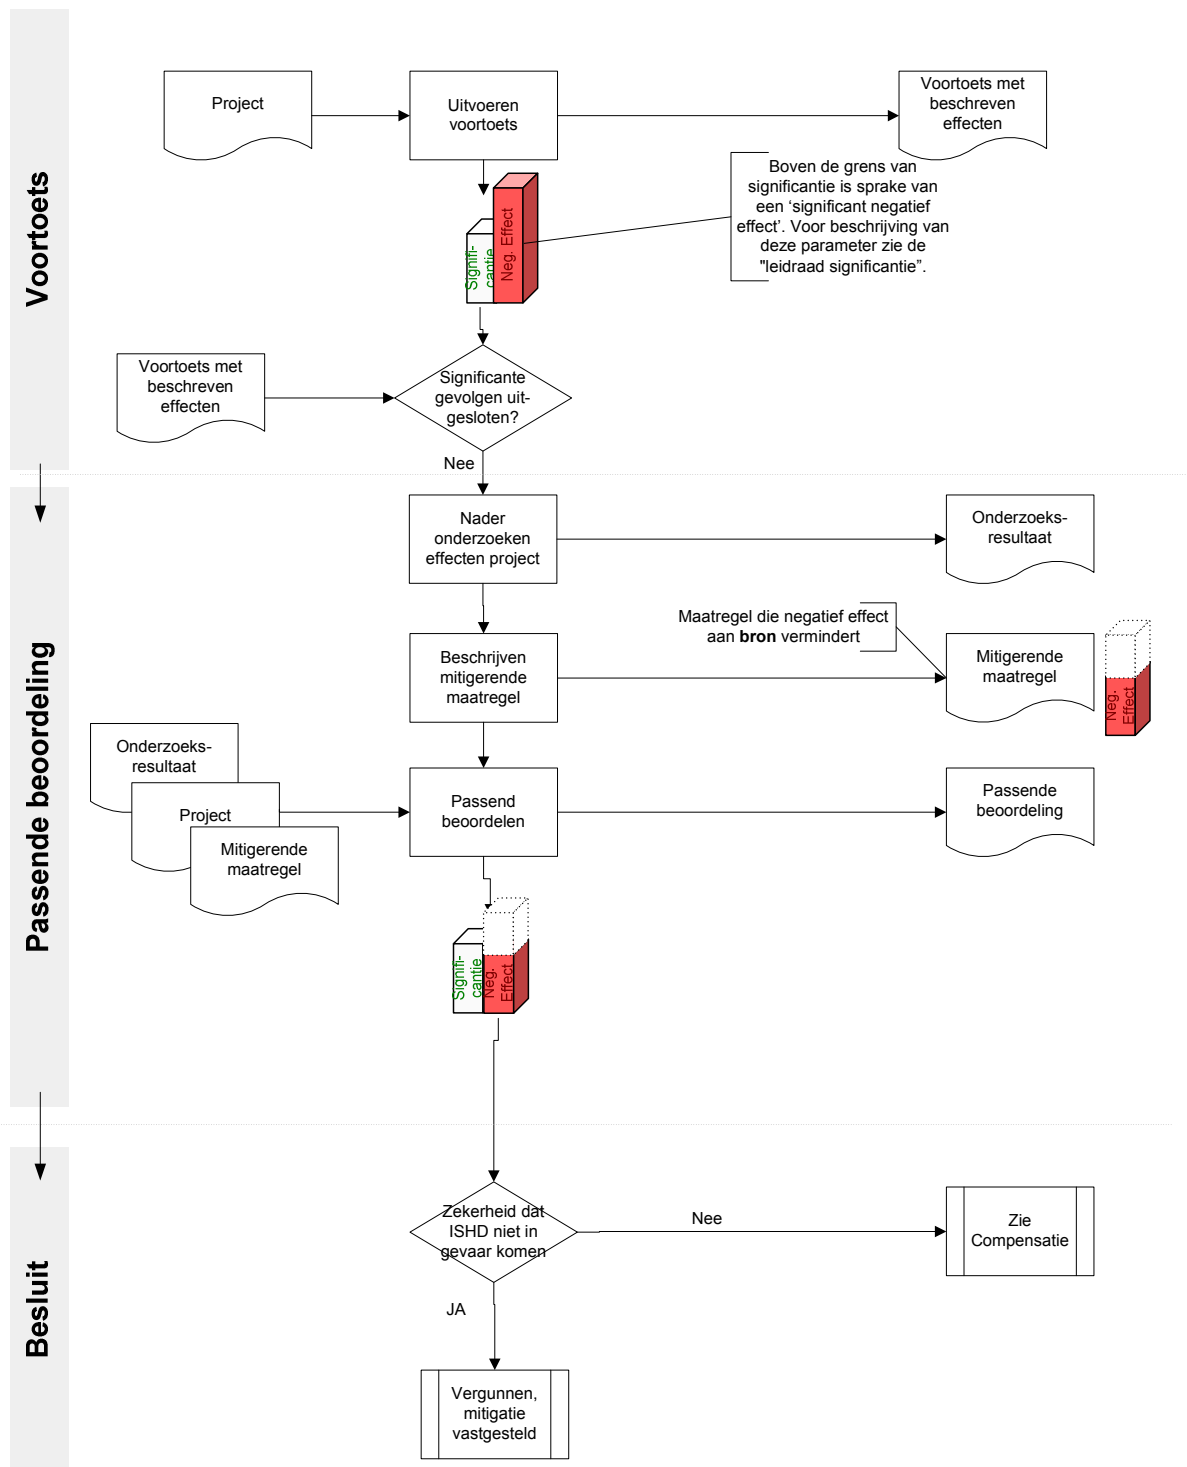 Voortoets
Project
Uitvoeren
voortoets
Voortoets met
beschreven
effecten
Boven de grens van
significantie is sprake van
een ‘significant negatief
effect’. Voor beschrijving van
deze parameter zie de
"leidraad significantie”.
Signifi-
cantie
Neg. Effect
Voortoets met
beschreven
effecten
Significante
gevolgen uit-
gesloten?
Nee
Passende beoordeling
Nader
onderzoeken
effecten project
Onderzoeks-
resultaat
Maatregel die negatief effect
aan bron vermindert
Beschrijven
mitigerende
maatregel
Mitigerende
maatregel
Neg.
Effect
Onderzoeks-
resultaat
Project
Mitigerende
maatregel
Passend
beoordelen
Passende
beoordeling
Signifi-
cantie
Neg.
Effect
Besluit
Zekerheid dat
ISHD niet in
gevaar komen
Nee
Zie
Compensatie
JA
Vergunnen,
mitigatie
vastgesteld